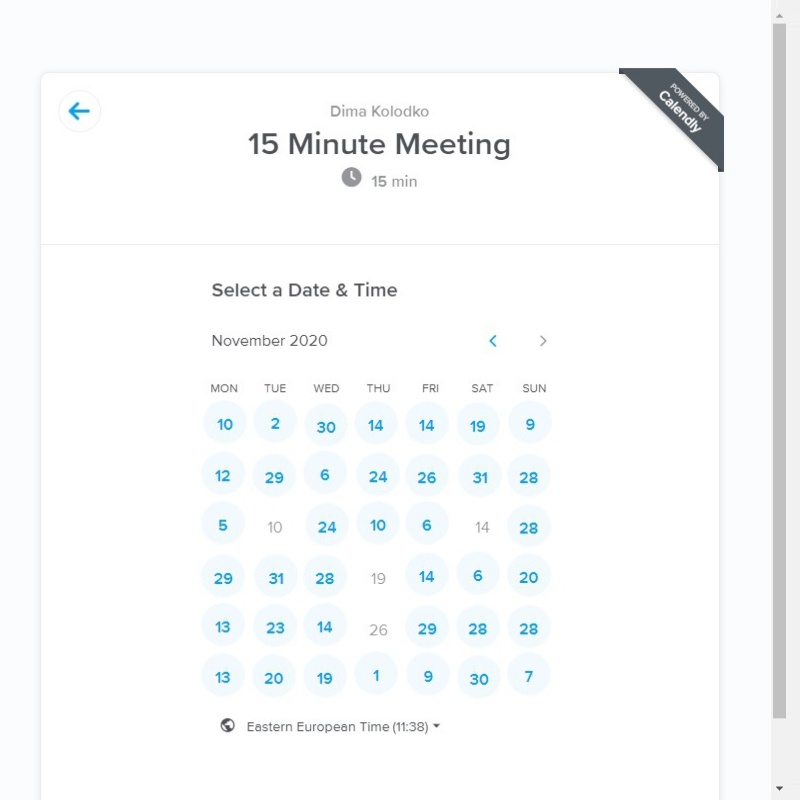 POWERED BY
Calendly
Dima Kolodko
15 Minute Meeting
15 min
Select a Date & Time
November 2020
MON TUE WED THU FRI SAT SUN
10 2 30 14 14 19 9
12 29 6 24 26 31 28
5 10 24 10 6 14 28
29 31 28 19 14 6 20
13 23 14 26 29 28 28
13 20 19 1 9 30 7
Eastern European Time (11:38)